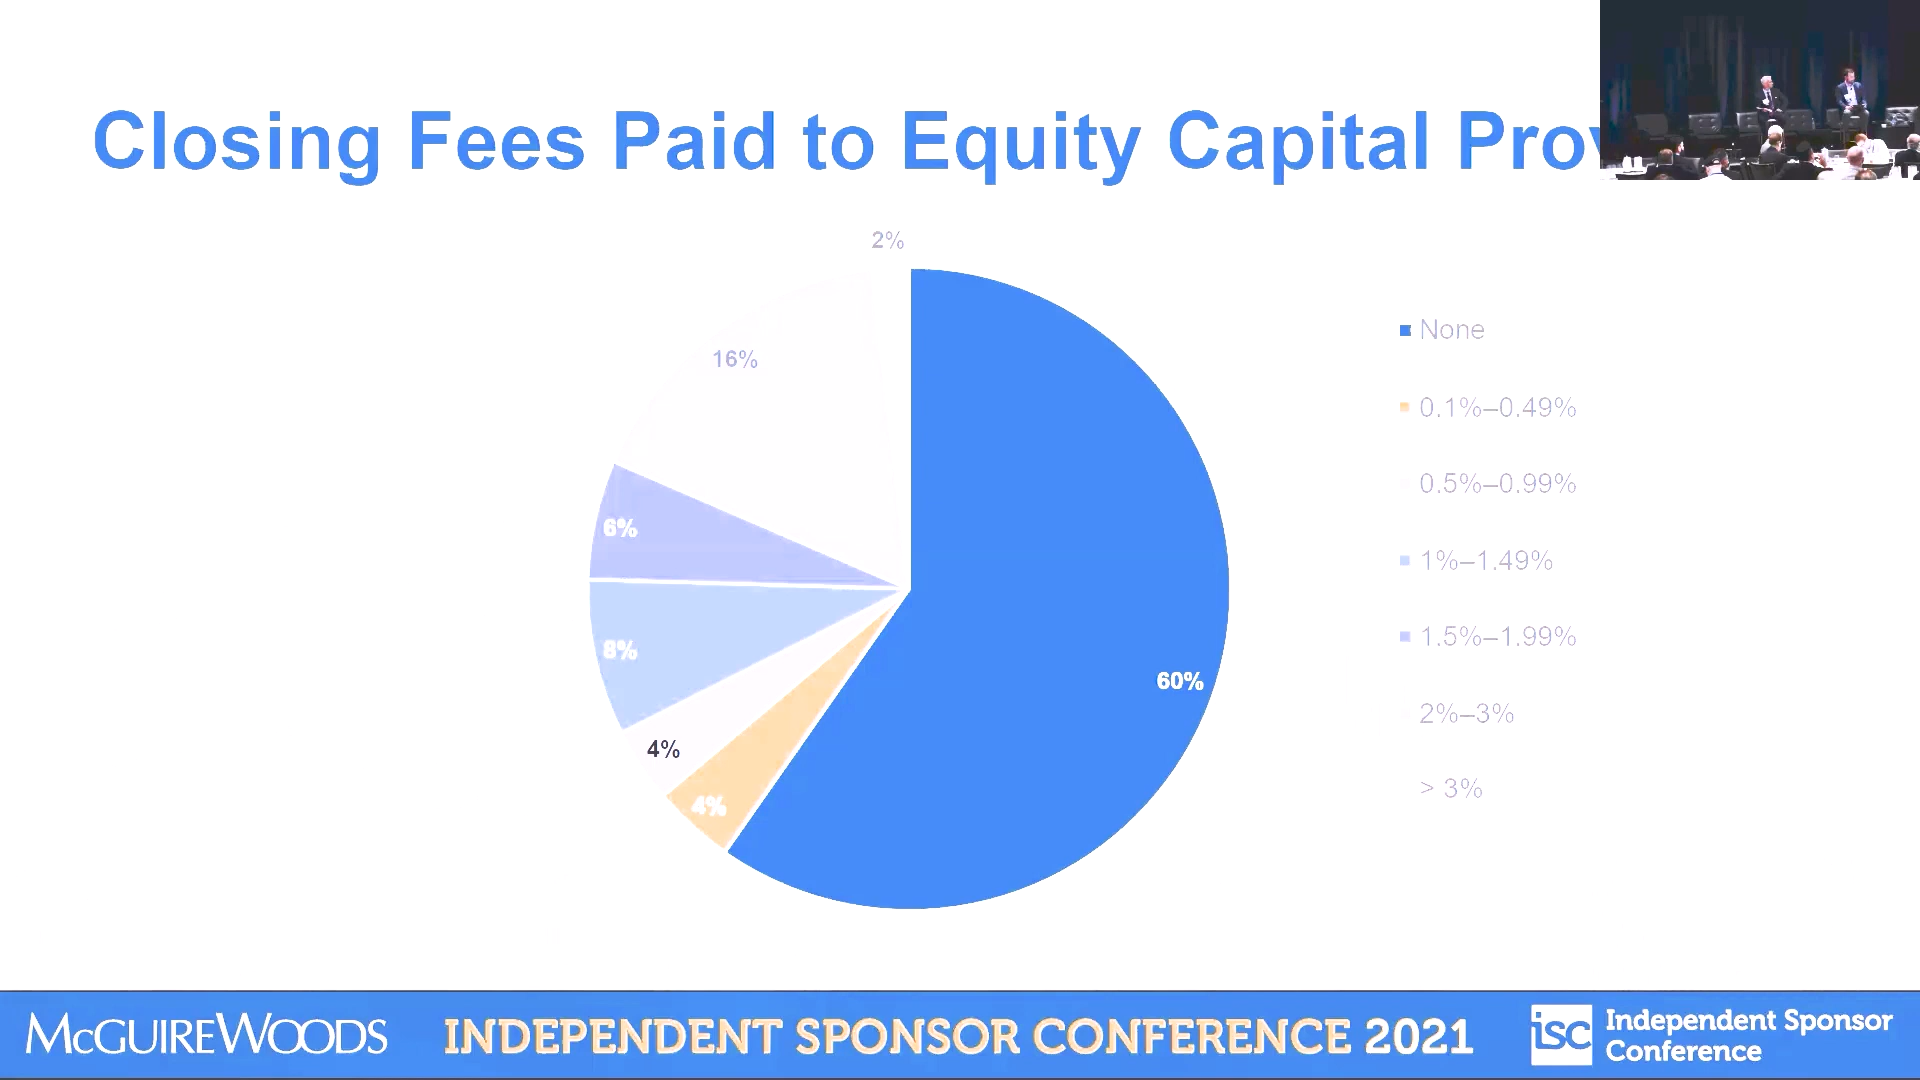 Closing Fees Paid to Equity Capital Prov
2%
16%
6%
8%
4%
4%
60%
None
0.1%–0.49%
0.5%–0.99%
1%–1.49%
1.5%–1.99%
2%–3%
> 3%
MCGUIREWOODS
INDEPENDENT SPONSOR CONFERENCE 2021
isc
Independent Sponsor
Conference